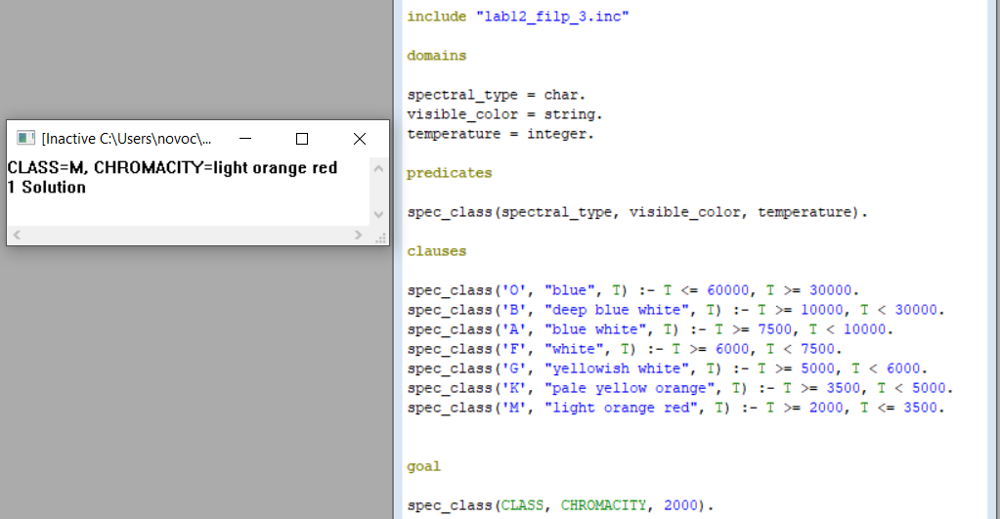 [Inactive C:\Users\novoc\...
CLASS=M, CHROMACITY=light orange red
1 Solution
include "lab12_filp_3.inc"
domains
spectral_type = char.
visible_color = string.
temperature = integer.
predicates
spec_class(spectral_type, visible_color, temperature).
clauses
spec_class('O', "blue", T) :- T <= 60000, T >= 30000.
spec_class('B', "deep blue white", T) :- T >= 10000, T < 30000.
spec_class('A', "blue white", T) :- T >= 7500, T < 10000.
spec_class('F', "white", T) :- T >= 6000, T < 7500.
spec_class('G', "yellowish white", T) :- T >= 5000, T < 6000.
spec_class('K', "pale yellow orange", T) :- T >= 3500, T < 5000.
spec_class('M', "light orange red", T) :- T >= 2000, T <= 3500.
goal
spec_class(CLASS, CHROMACITY, 2000).